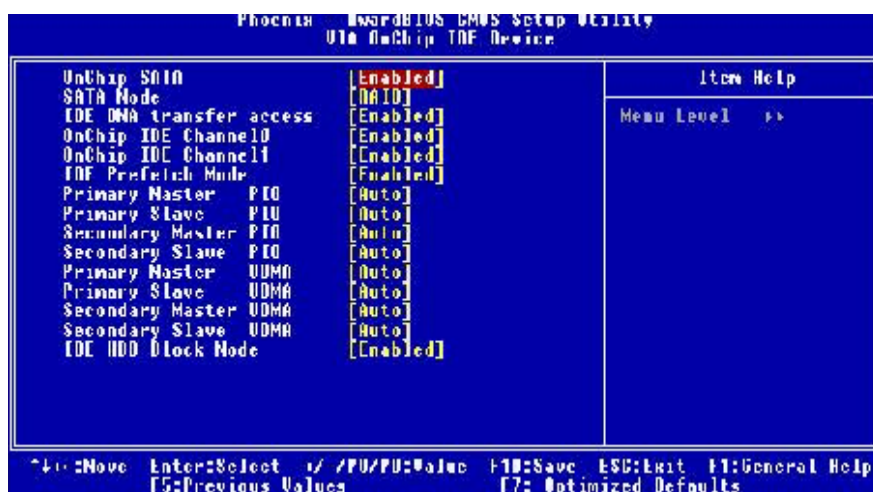 Phoenix - AwardBIOS CMOS Setup Utility
VIA OnChip IDE Device
OnChip SATA [Enabled]
SATA Mode [RAID]
IDE DMA transfer access [Enabled]
OnChip IDE Channel0 [Enabled]
OnChip IDE Channel1 [Enabled]
IDE Prefetch Mode [Enabled]
Primary Master PIO [Auto]
Primary Slave PIO [Auto]
Secondary Master PIO [Auto]
Secondary Slave PIO [Auto]
Primary Master UDMA [Auto]
Primary Slave UDMA [Auto]
Secondary Master UDMA [Auto]
Secondary Slave UDMA [Auto]
IDE HDD Block Mode [Enabled]
Item Help
Menu Level ▸▸
:Move Enter:Select +/-/PU/PD:Value F10:Save ESC:Exit F1:General Help
F5:Previous Values F7: Optimized Defaults